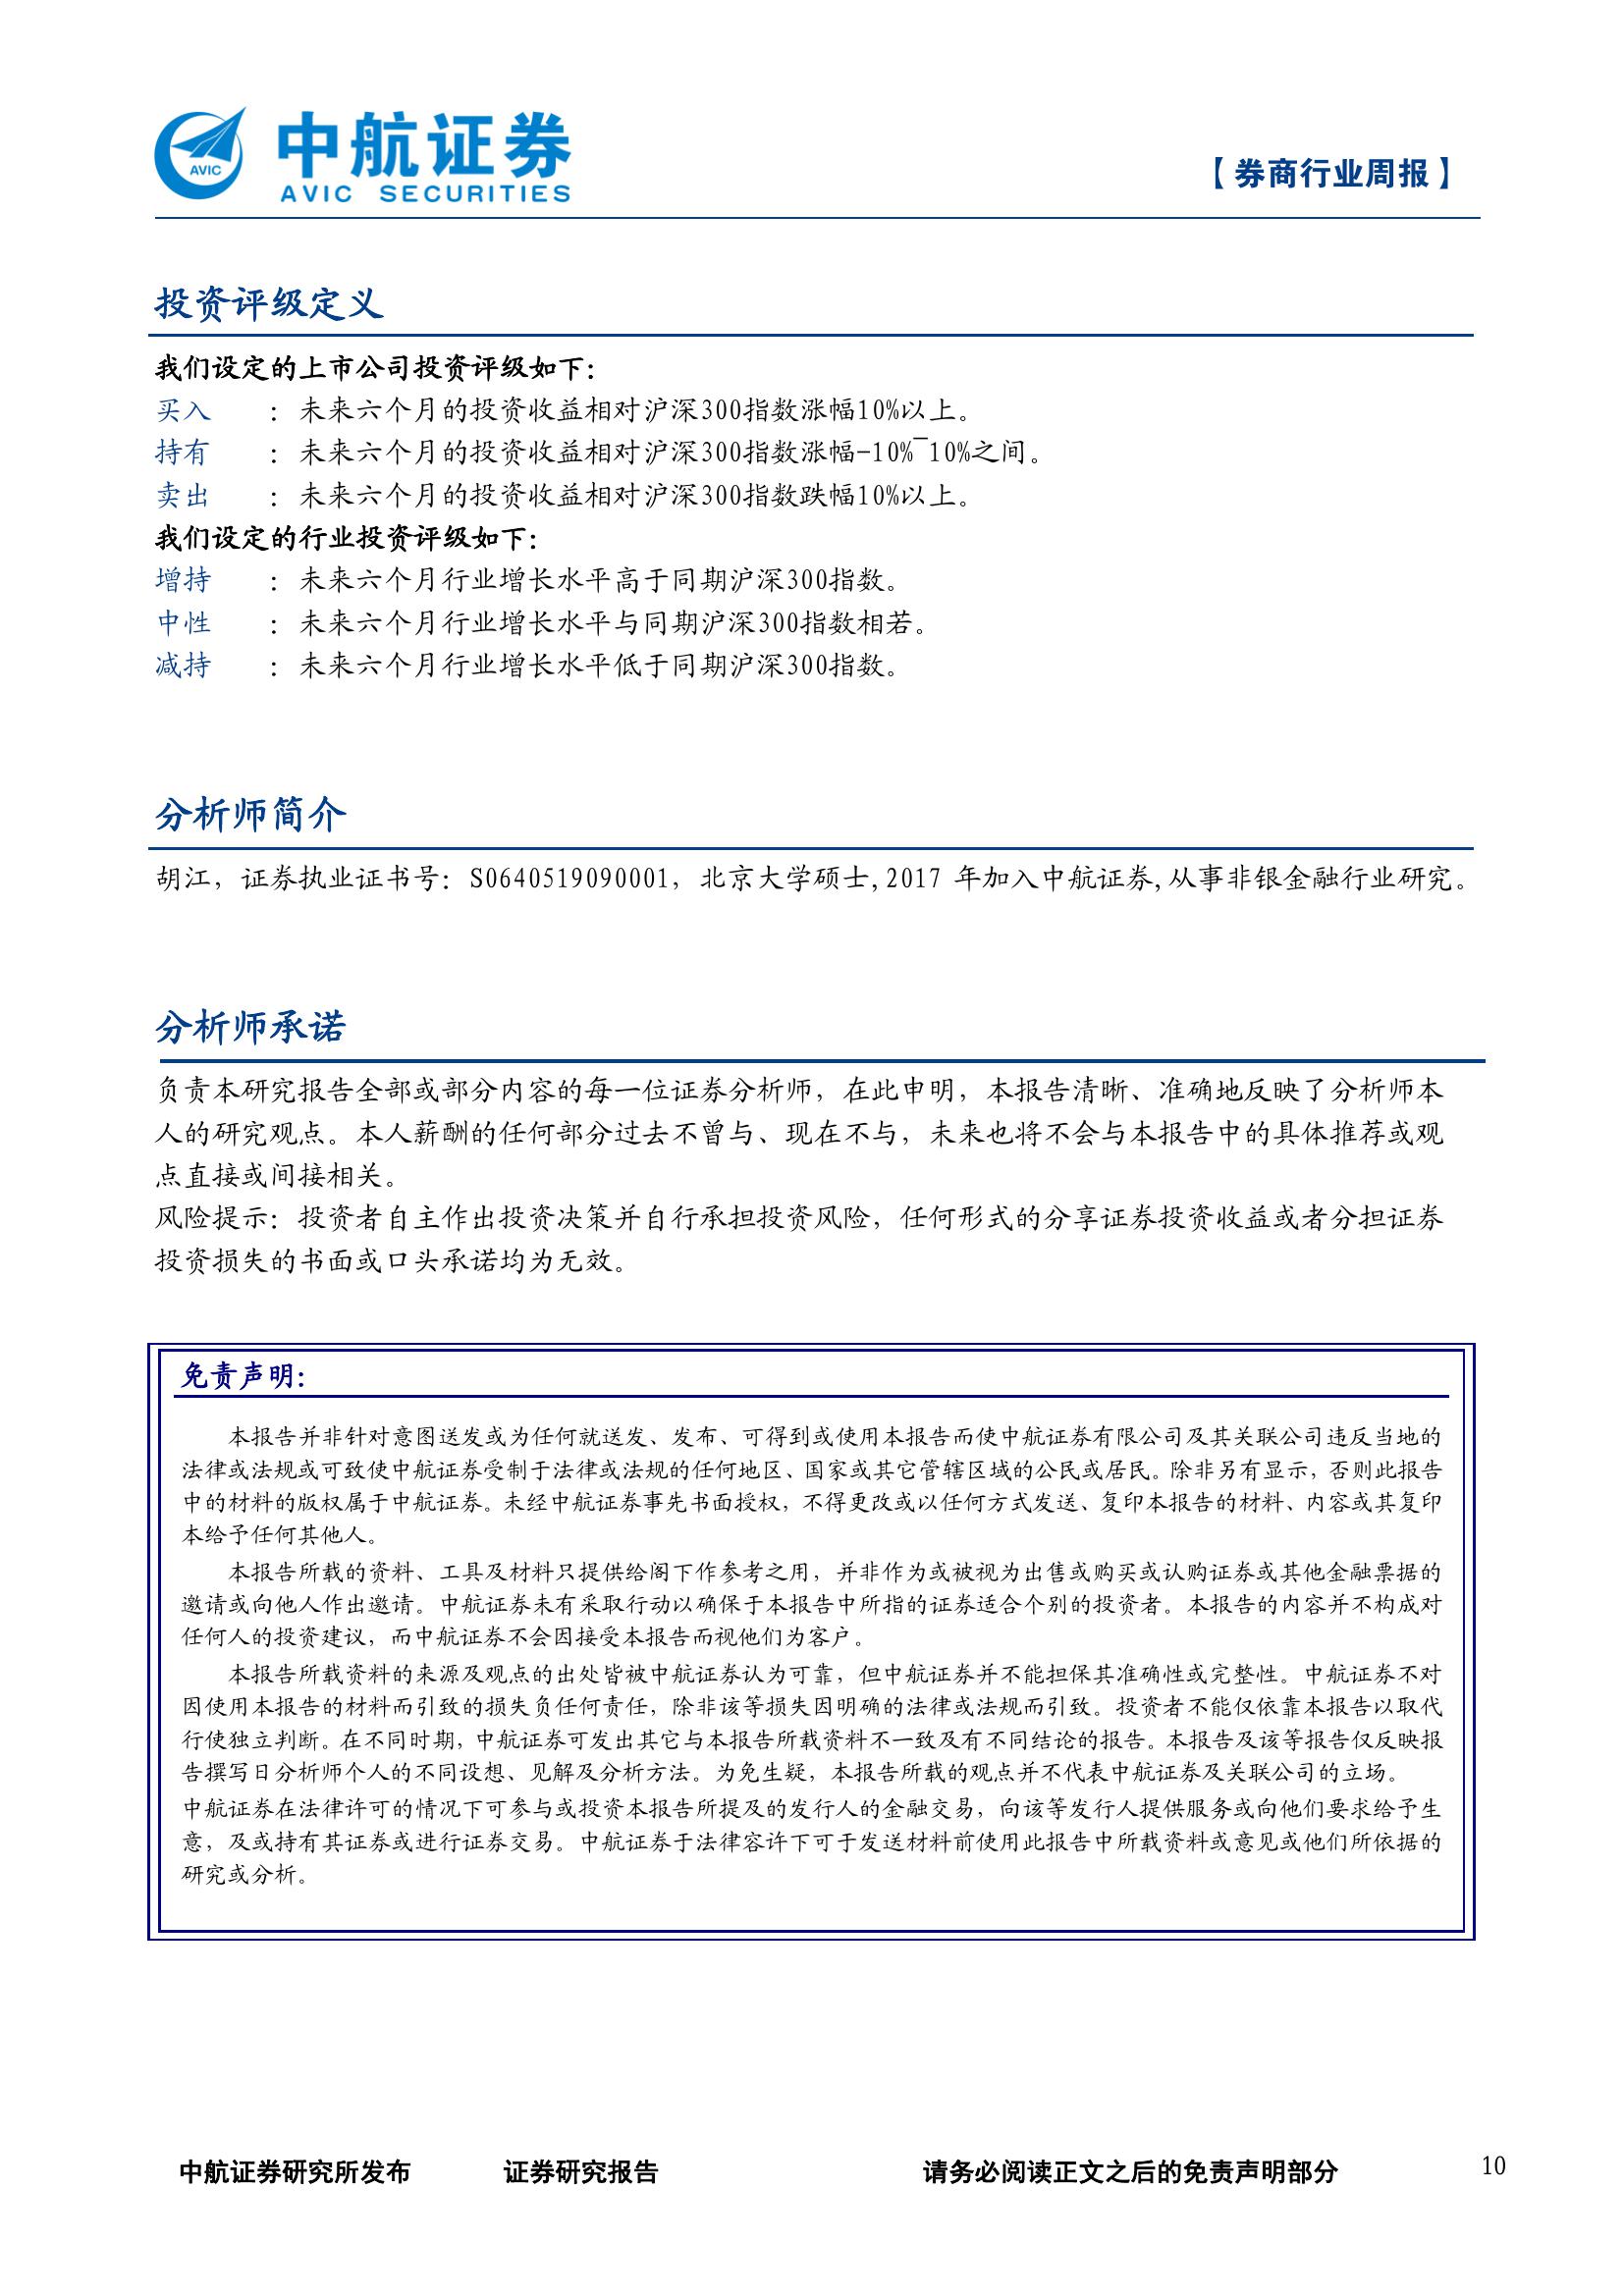 AVIC
中航证券
AVIC SECURITIES
【券商行业周报】
投资评级定义
我们设定的上市公司投资评级如下：
买入 ：未来六个月的投资收益相对沪深300指数涨幅10%以上。
持有 ：未来六个月的投资收益相对沪深300指数涨幅-10%~10%之间。
卖出 ：未来六个月的投资收益相对沪深300指数跌幅10%以上。
我们设定的行业投资评级如下：
增持 ：未来六个月行业增长水平高于同期沪深300指数。
中性 ：未来六个月行业增长水平与同期沪深300指数相若。
减持 ：未来六个月行业增长水平低于同期沪深300指数。
分析师简介
胡江，证券执业证书号：S0640519090001，北京大学硕士,2017 年加入中航证券,从事非银金融行业研究。
分析师承诺
负责本研究报告全部或部分内容的每一位证券分析师，在此申明，本报告清晰、准确地反映了分析师本
人的研究观点。本人薪酬的任何部分过去不曾与、现在不与，未来也将不会与本报告中的具体推荐或观
点直接或间接相关。
风险提示：投资者自主作出投资决策并自行承担投资风险，任何形式的分享证券投资收益或者分担证券
投资损失的书面或口头承诺均为无效。
免责声明：
本报告并非针对意图送发或为任何就送发、发布、可得到或使用本报告而使中航证券有限公司及其关联公司违反当地的
法律或法规或可致使中航证券受制于法律或法规的任何地区、国家或其它管辖区域的公民或居民。除非另有显示，否则此报告
中的材料的版权属于中航证券。未经中航证券事先书面授权，不得更改或以任何方式发送、复印本报告的材料、内容或其复印
本给予任何其他人。
本报告所载的资料、工具及材料只提供给阁下作参考之用，并非作为或被视为出售或购买或认购证券或其他金融票据的
邀请或向他人作出邀请。中航证券未有采取行动以确保于本报告中所指的证券适合个别的投资者。本报告的内容并不构成对
任何人的投资建议，而中航证券不会因接受本报告而视他们为客户。
本报告所载资料的来源及观点的出处皆被中航证券认为可靠，但中航证券并不能担保其准确性或完整性。中航证券不对
因使用本报告的材料而引致的损失负任何责任，除非该等损失因明确的法律或法规而引致。投资者不能仅依靠本报告以取代
行使独立判断。在不同时期，中航证券可发出其它与本报告所载资料不一致及有不同结论的报告。本报告及该等报告仅反映报
告撰写日分析师个人的不同设想、见解及分析方法。为免生疑，本报告所载的观点并不代表中航证券及关联公司的立场。
中航证券在法律许可的情况下可参与或投资本报告所提及的发行人的金融交易，向该等发行人提供服务或向他们要求给予生
意，及或持有其证券或进行证券交易。中航证券于法律容许下可于发送材料前使用此报告中所载资料或意见或他们所依据的
研究或分析。
中航证券研究所发布 证券研究报告 请务必阅读正文之后的免责声明部分 10